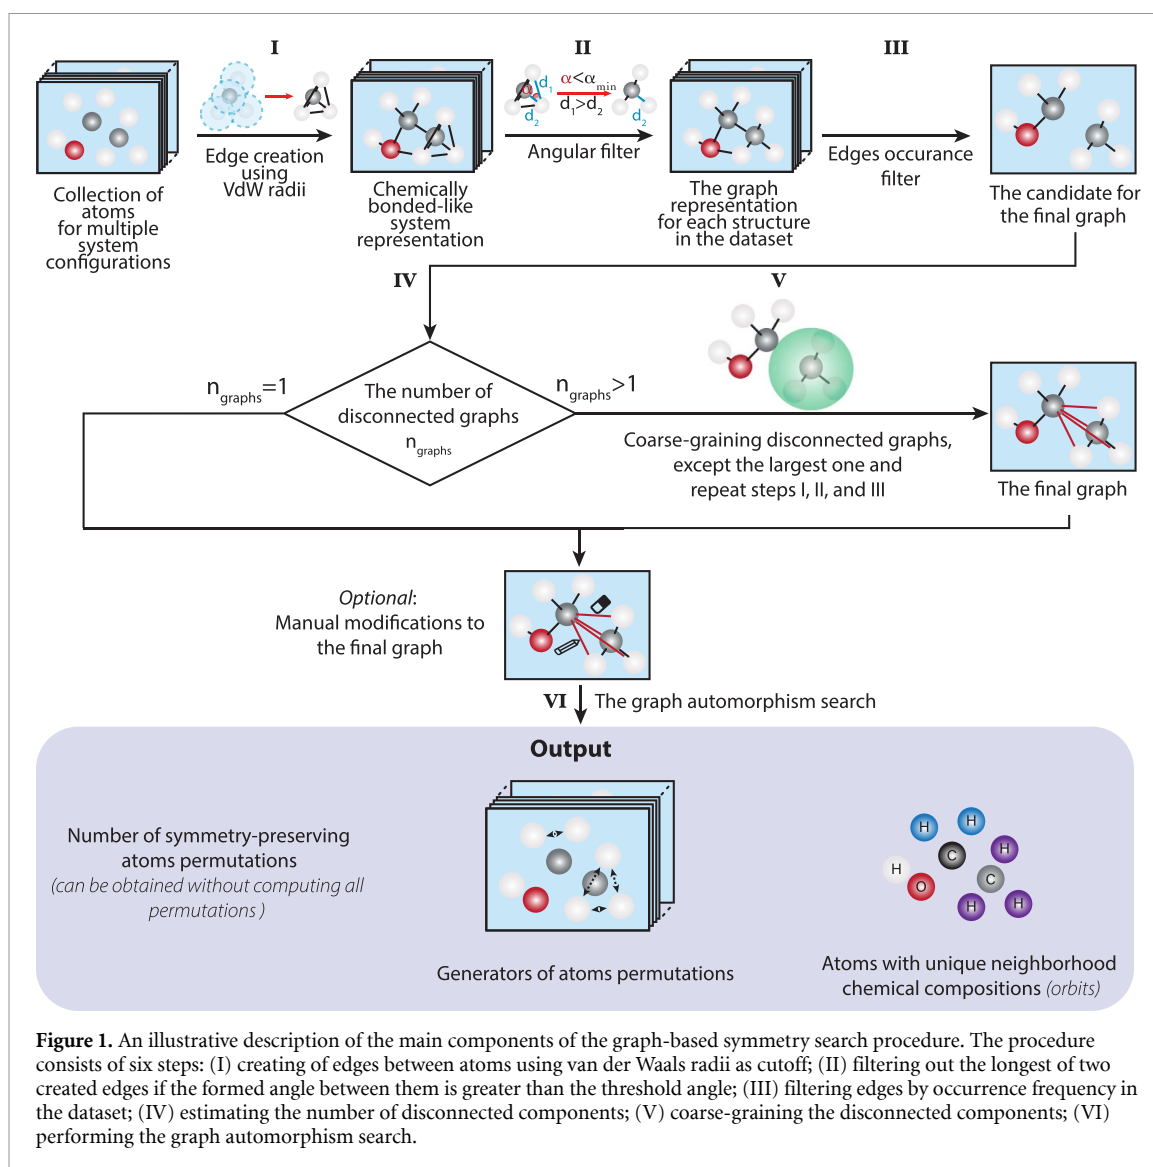 I
II
III
α
d1
d2
α<αmin
d1>d2
d2
Edge creation
using
VdW radii
Angular filter
Edges occurance
filter
Collection of
atoms
for multiple
system
configurations
Chemically
bonded-like
system
representation
The graph
representation
for each structure
in the dataset
The candidate for
the final graph
IV
V
ngraphs=1
The number of
disconnected graphs
ngraphs
ngraphs>1
Coarse-graining disconnected graphs,
except the largest one and
repeat steps I, II, and III
The final graph
Optional:
Manual modifications to
the final graph
VI
The graph automorphism search
Output
Number of symmetry-preserving
atoms permutations
(can be obtained without computing all
permutations )
Generators of atoms permutations
H
H
C
H
H
O
C
H
H
Atoms with unique neighborhood
chemical compositions (orbits)
Figure 1. An illustrative description of the main components of the graph-based symmetry search procedure. The procedure
consists of six steps: (I) creating of edges between atoms using van der Waals radii as cutoff; (II) filtering out the longest of two
created edges if the formed angle between them is greater than the threshold angle; (III) filtering edges by occurrence frequency in
the dataset; (IV) estimating the number of disconnected components; (V) coarse-graining the disconnected components; (VI)
performing the graph automorphism search.